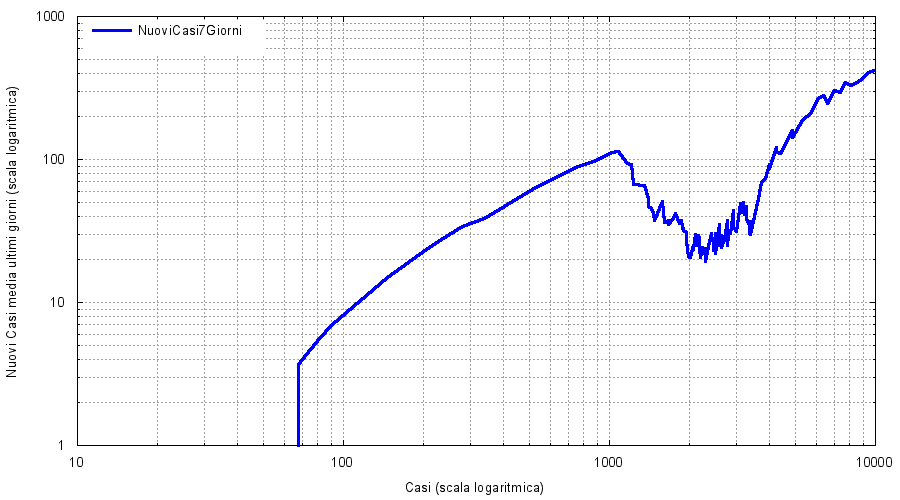 1000
NuoviCasi7Giorni
100
10
1
10
100
1000
10000
Nuovi Casi media ultimi giorni (scala logaritmica)
Casi (scala logaritmica)